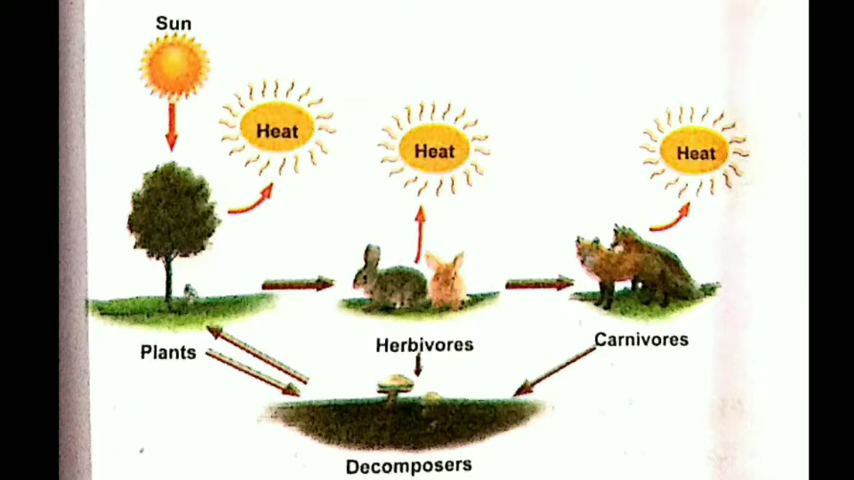 Sun
Heat
Heat
Heat
Plants
Herbivores
Carnivores
Decomposers